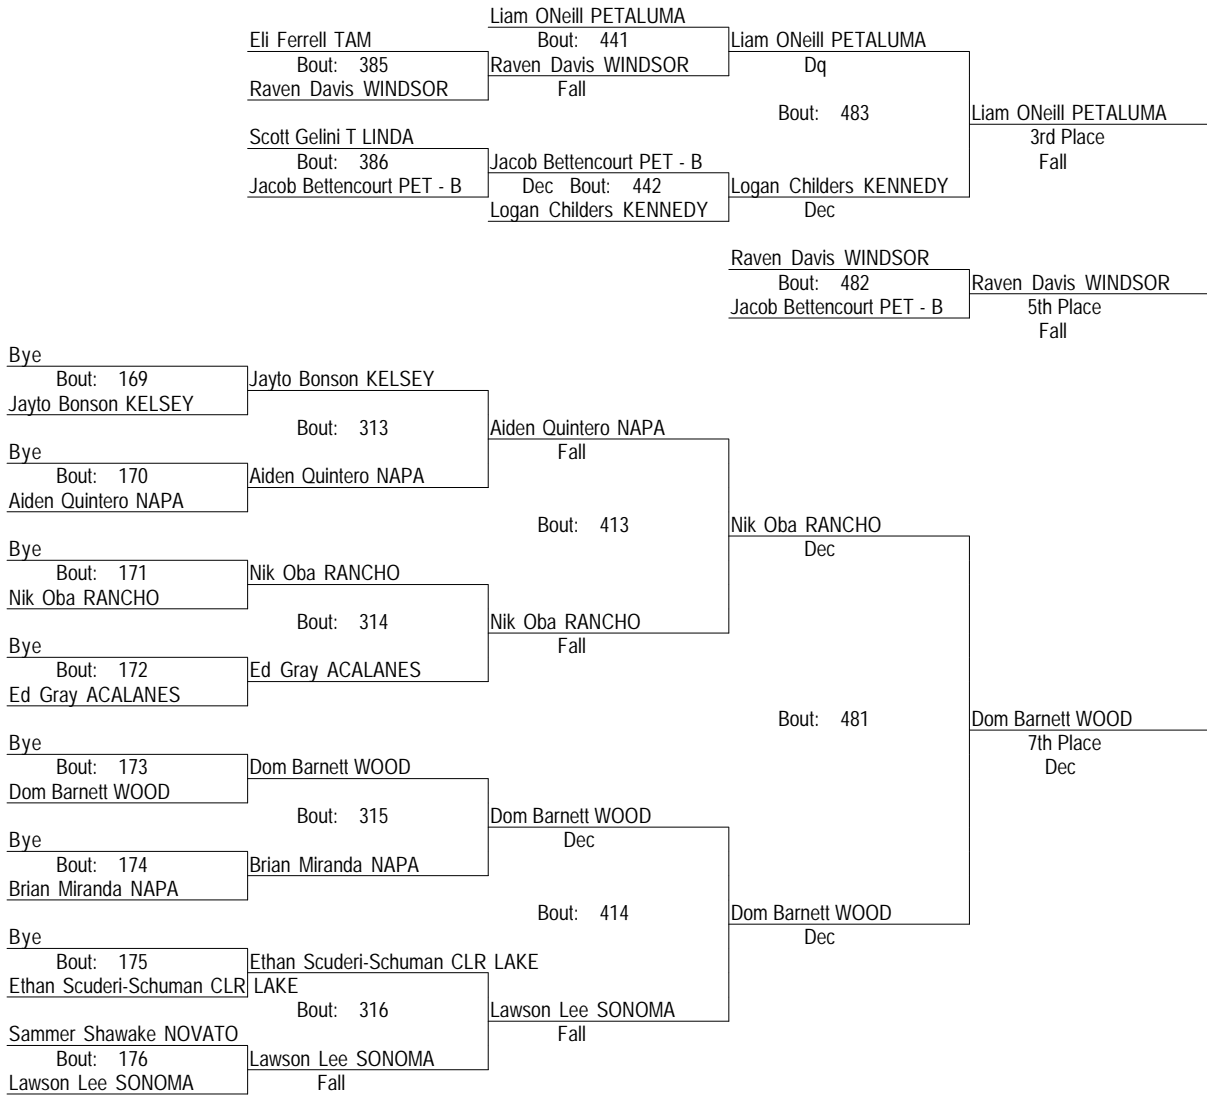 Liam ONeill PETALUMA
Eli Ferrell TAM
Bout: 441
Liam ONeill PETALUMA
Bout: 385
Raven Davis WINDSOR
Dq
Raven Davis WINDSOR
Fall
Bout: 483
Liam ONeill PETALUMA
Scott Gelini T LINDA
3rd Place
Bout: 386
Jacob Bettencourt PET - B
Fall
Jacob Bettencourt PET - B
Dec Bout: 442
Logan Childers KENNEDY
Logan Childers KENNEDY
Dec
Raven Davis WINDSOR
Bout: 482
Raven Davis WINDSOR
Jacob Bettencourt PET - B
5th Place
Fall
Bye
Bout: 169
Jayto Bonson KELSEY
Jayto Bonson KELSEY
Bout: 313
Aiden Quintero NAPA
Bye
Fall
Bout: 170
Aiden Quintero NAPA
Aiden Quintero NAPA
Bout: 413
Nik Oba RANCHO
Bye
Dec
Bout: 171
Nik Oba RANCHO
Nik Oba RANCHO
Bout: 314
Nik Oba RANCHO
Bye
Fall
Bout: 172
Ed Gray ACALANES
Ed Gray ACALANES
Bout: 481
Dom Barnett WOOD
Bye
7th Place
Bout: 173
Dom Barnett WOOD
Dec
Dom Barnett WOOD
Bout: 315
Dom Barnett WOOD
Bye
Dec
Bout: 174
Brian Miranda NAPA
Brian Miranda NAPA
Bout: 414
Dom Barnett WOOD
Bye
Dec
Bout: 175
Ethan Scuderi-Schuman CLR LAKE
Ethan Scuderi-Schuman CLR LAKE
Bout: 316
Lawson Lee SONOMA
Sammer Shawake NOVATO
Fall
Bout: 176
Lawson Lee SONOMA
Lawson Lee SONOMA
Fall